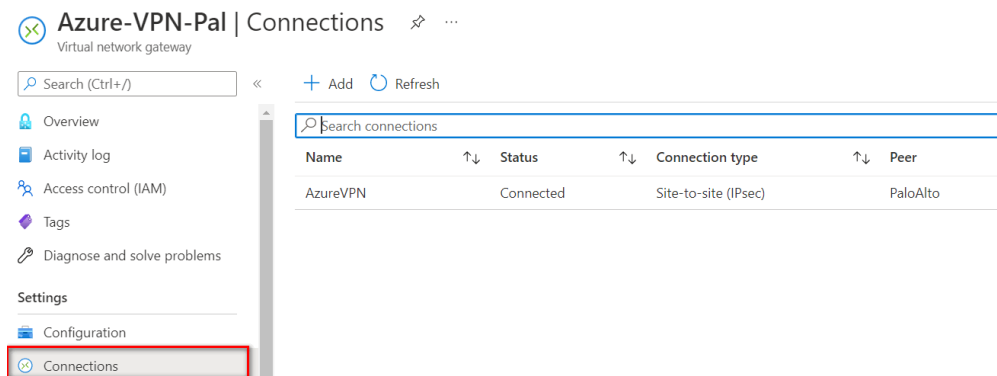 Azure-VPN-Pal | Connections ...
Virtual network gateway
Search (Ctrl+/)
«
Overview
Activity log
Access control (IAM)
Tags
Diagnose and solve problems
Settings
Configuration
Connections
+ Add Refresh
Search connections
Name ↑↓ Status ↑↓ Connection type ↑↓ Peer
AzureVPN Connected Site-to-site (IPsec) PaloAlto